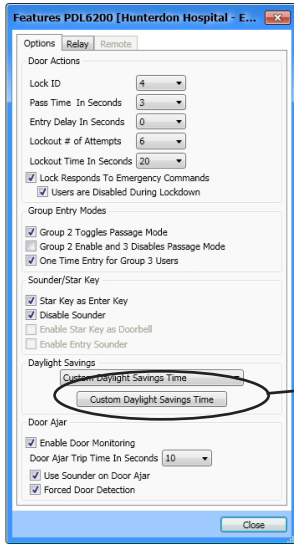 Features PDL6200 [Hunterdon Hospital - E...
Options Relay Remote
Door Actions
Lock ID 4
Pass Time In Seconds 3
Entry Delay In Seconds 0
Lockout # of Attempts 6
Lockout Time In Seconds 20
Lock Responds To Emergency Commands
Users are Disabled During Lockdown
Group Entry Modes
Group 2 Toggles Passage Mode
Group 2 Enable and 3 Disables Passage Mode
One Time Entry for Group 3 Users
Sounder/Star Key
Star Key as Enter Key
Disable Sounder
Enable Star Key as Doorbell
Enable Entry Sounder
Daylight Savings
Custom Daylight Savings Time
Custom Daylight Savings Time
Door Ajar
Enable Door Monitoring
Door Ajar Trip Time In Seconds 10
Use Sounder on Door Ajar
Forced Door Detection
Close